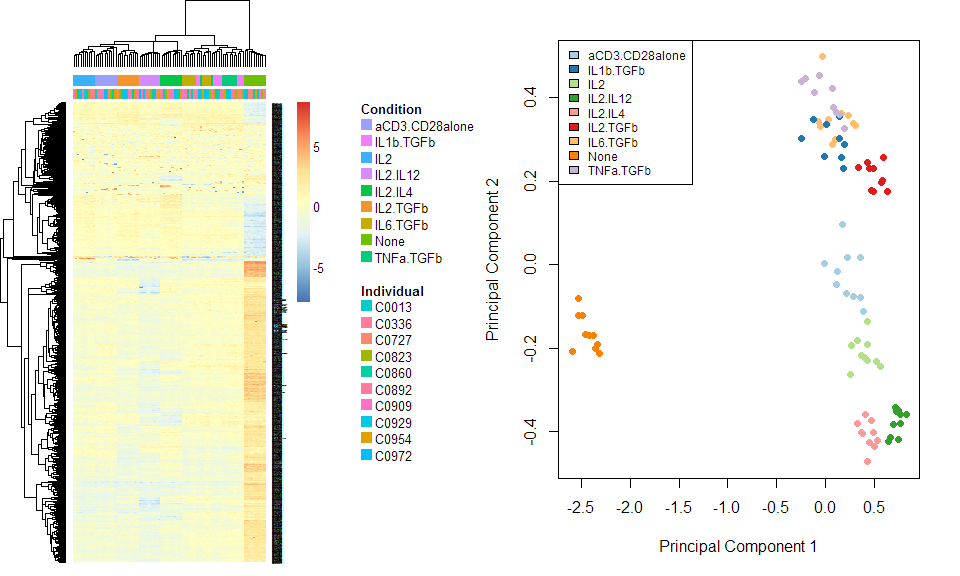 5
0
-5
Condition
aCD3.CD28alone
IL1b.TGFb
IL2
IL2.IL12
IL2.IL4
IL2.TGFb
IL6.TGFb
None
TNFa.TGFb
Individual
C0013
C0336
C0727
C0823
C0860
C0892
C0909
C0929
C0954
C0972
Principal Component 2
0.4
0.2
0.0
-0.2
-0.4
aCD3.CD28alone
IL1b.TGFb
IL2
IL2.IL12
IL2.IL4
IL2.TGFb
IL6.TGFb
None
TNFa.TGFb
-2.5 -2.0 -1.5 -1.0 -0.5 0.0 0.5
Principal Component 1